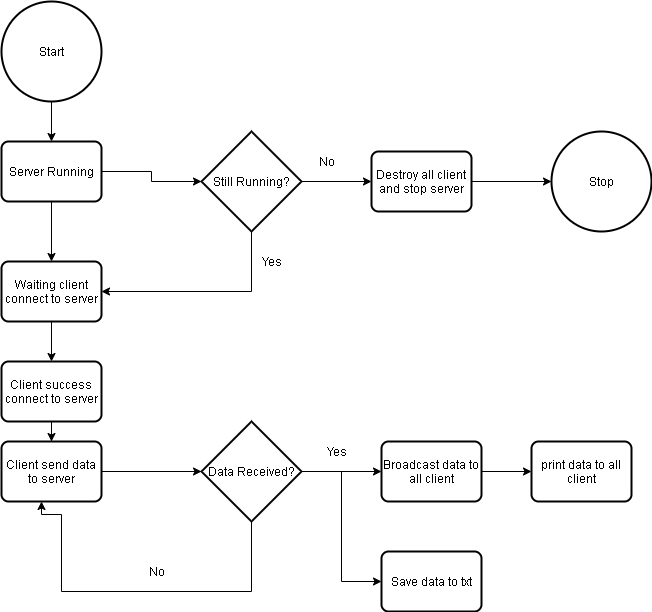 Start
Server Running
Still Running?
No
Destroy all client
and stop server
Stop
Yes
Waiting client
connect to server
Client success
connect to server
Client send data
to server
Data Received?
Yes
Broadcast data to
all client
print data to all
client
No
Save data to txt